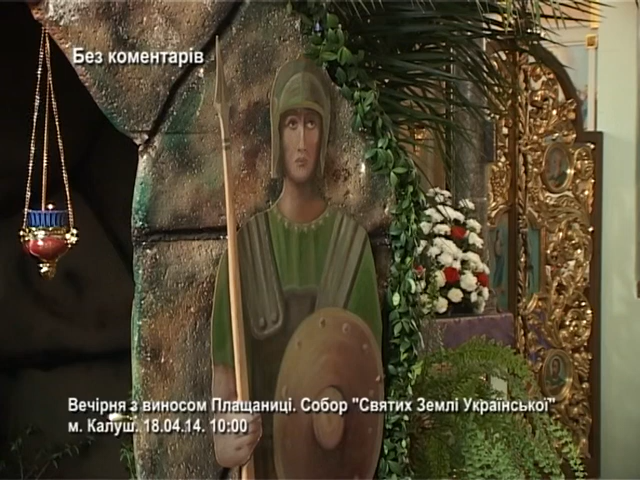 Без коментарів
Вечірня з виносом Плащаниці. Собор "Святих Землі Української"
м. Калуш. 18.04.14. 10:00